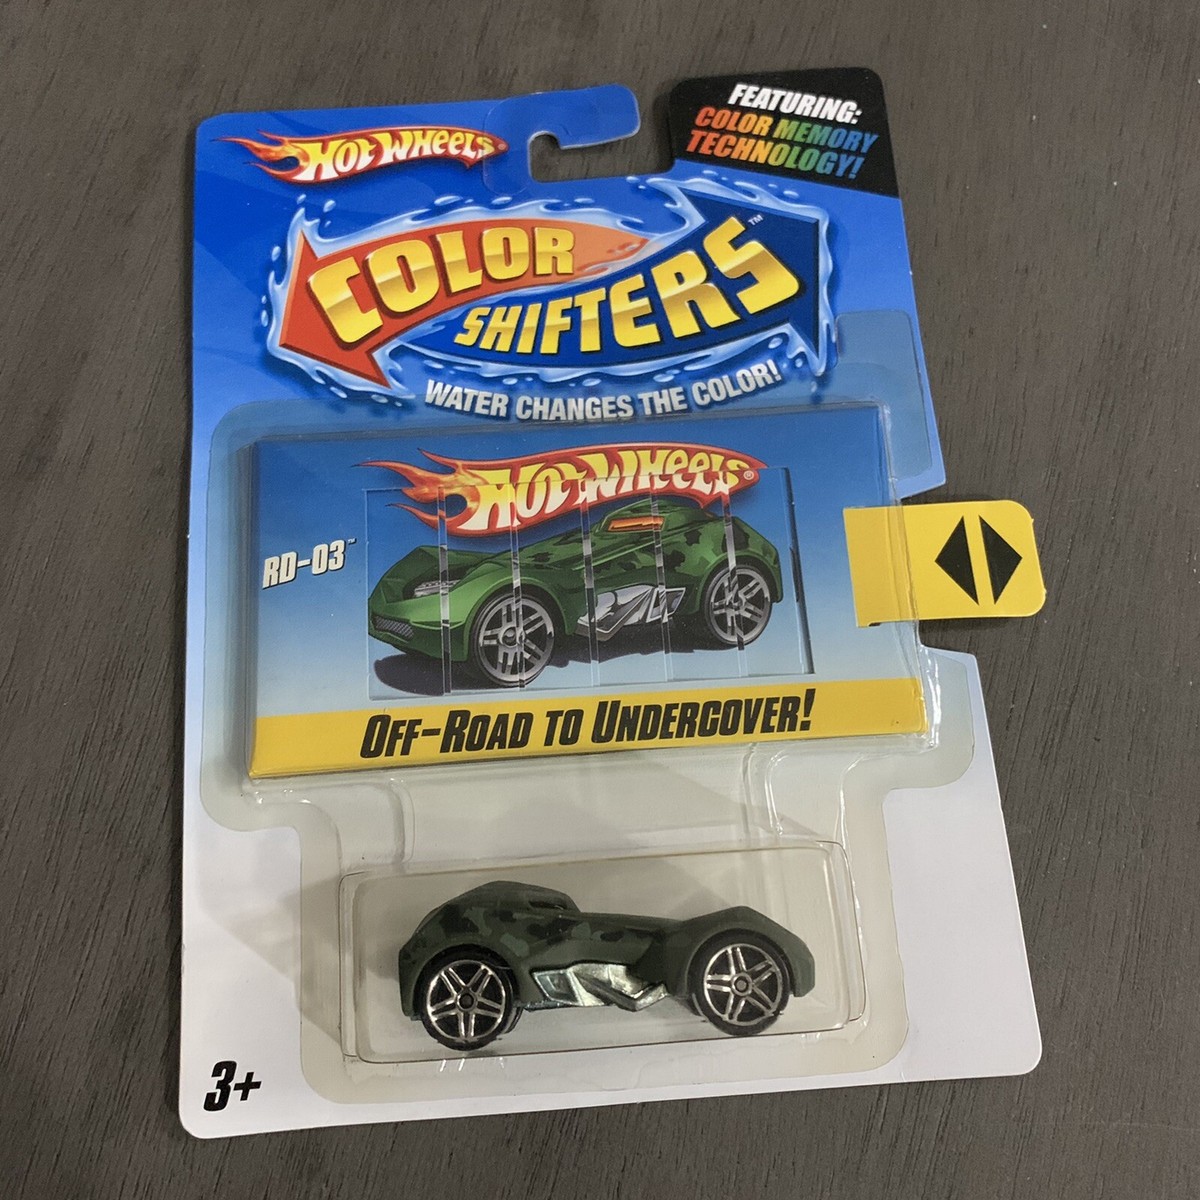 HOT WHEELS®
FEATURING:
COLOR MEMORY
TECHNOLOGY!
COLOR
SHIFTERS™
WATER CHANGES THE COLOR!
HOT WHEELS®
RD-03™
OFF-ROAD TO UNDERCOVER!
3+